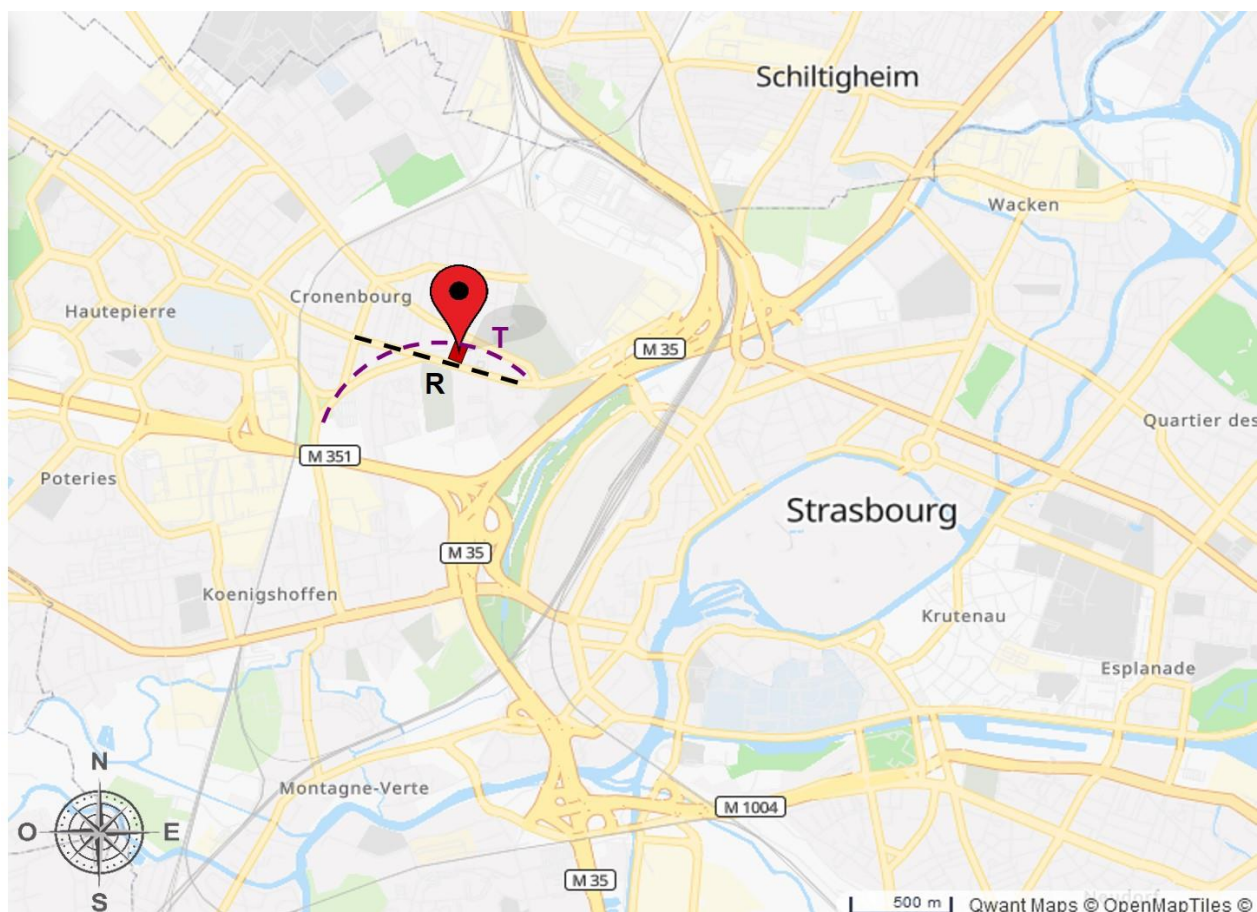 Schiltigheim
Wacken
Cronenbourg
Hautepierre
T
M 35
R
Quartier des
M 351
Poteries
Strasbourg
M 35
Koenigshoffen
Krutenau
Esplanade
N
Montagne-Verte
M 1004
O
E
M 35
S
500 m
Qwant Maps © OpenMapTiles ©